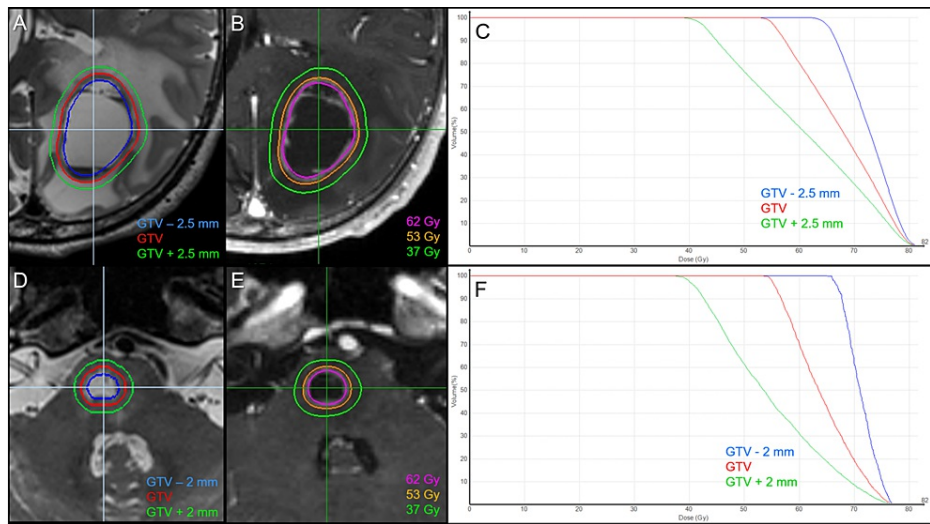 A
GTV – 2.5 mm
GTV
GTV + 2.5 mm
B
62 Gy
53 Gy
37 Gy
C
Volume(%)
100
90
80
70
60
50
40
30
20
10
0
10
20
30
40
50
60
70
80
82
Dose (Gy)
GTV - 2.5 mm
GTV
GTV + 2.5 mm
D
GTV – 2 mm
GTV
GTV + 2 mm
E
62 Gy
53 Gy
37 Gy
F
Volume(%)
100
90
80
70
60
50
40
30
20
10
0
10
20
30
40
50
60
70
80
82
Dose (Gy)
GTV - 2 mm
GTV
GTV + 2 mm